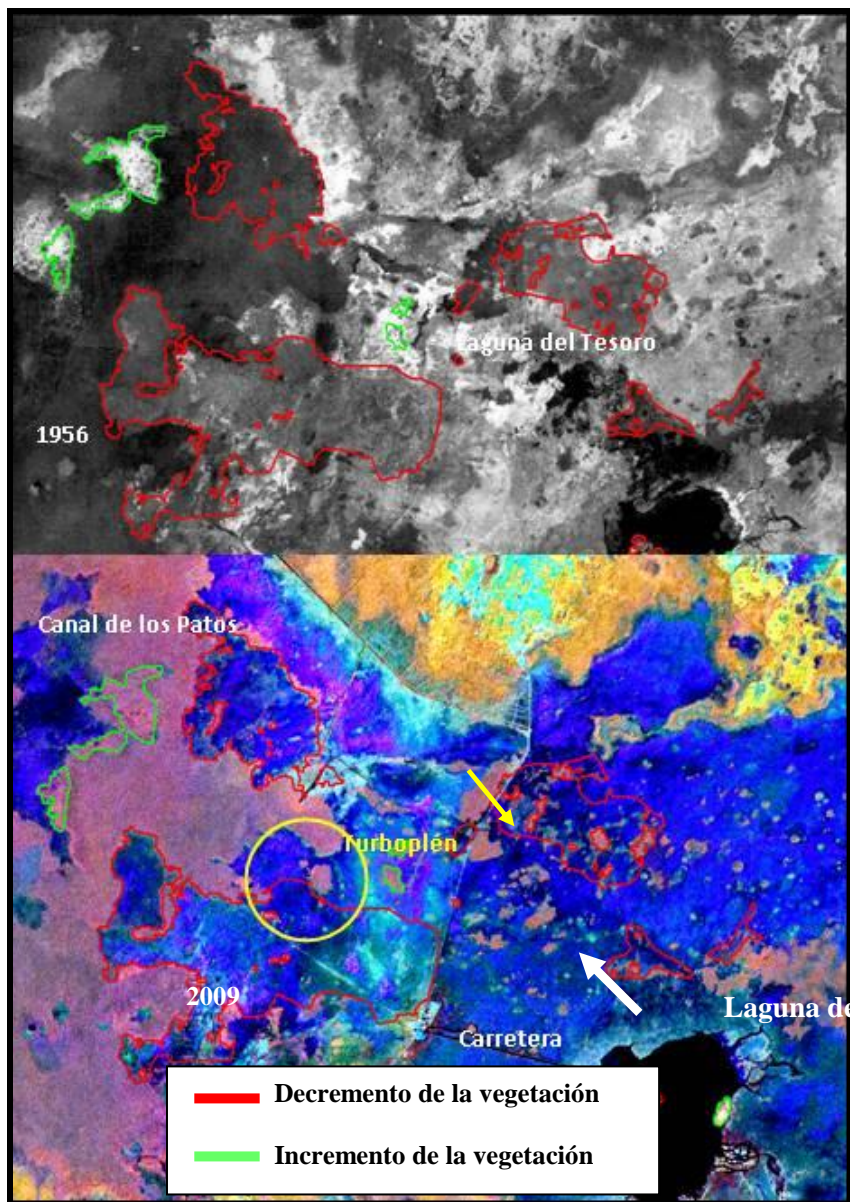 Laguna del Tesoro
1956
Canal de los Patos
Turboplén
2009
Laguna de
Carretera
Decremento de la vegetación
Incremento de la vegetación